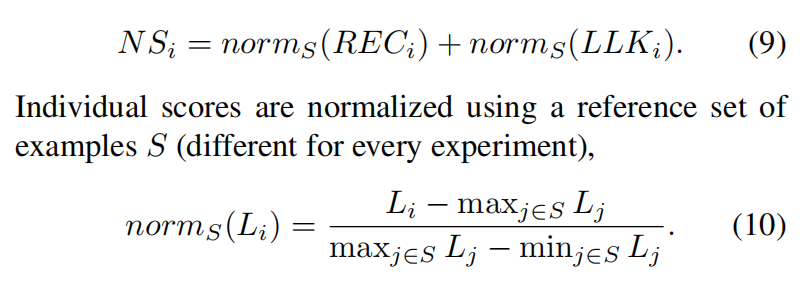 NS_i = norm_S(REC_i) + norm_S(LLK_i). (9)
Individual scores are normalized using a reference set of
examples S (different for every experiment),
norm_S(L_i) = \frac{L_i − max_{j∈S} L_j}{max_{j∈S} L_j − min_{j∈S} L_j}. (10)